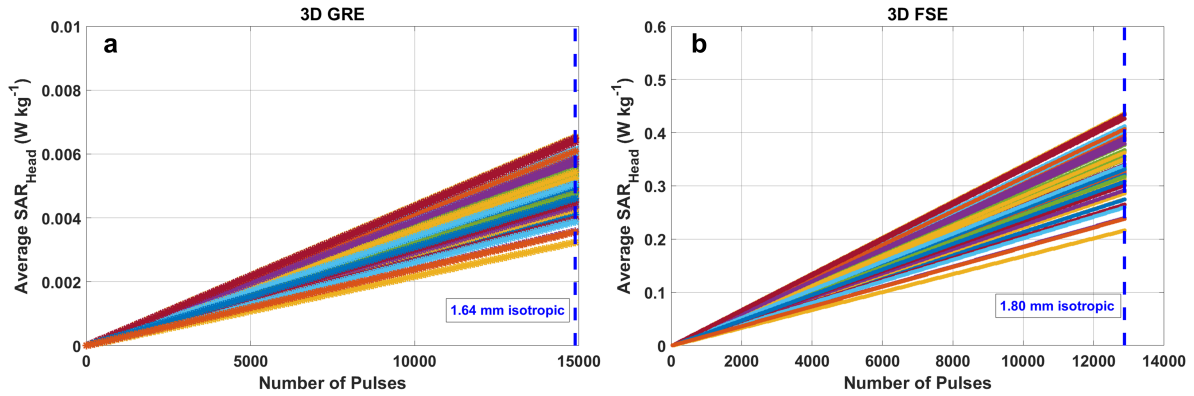 3D GRE
a
0.01
0.008
0.006
0.004
0.002
0
Average SAR_Head (W kg^-1)
1.64 mm isotropic
0 5000 10000 15000
Number of Pulses
3D FSE
b
0.6
0.5
0.4
0.3
0.2
0.1
0
Average SAR_Head (W kg^-1)
1.80 mm isotropic
0 2000 4000 6000 8000 10000 12000 14000
Number of Pulses